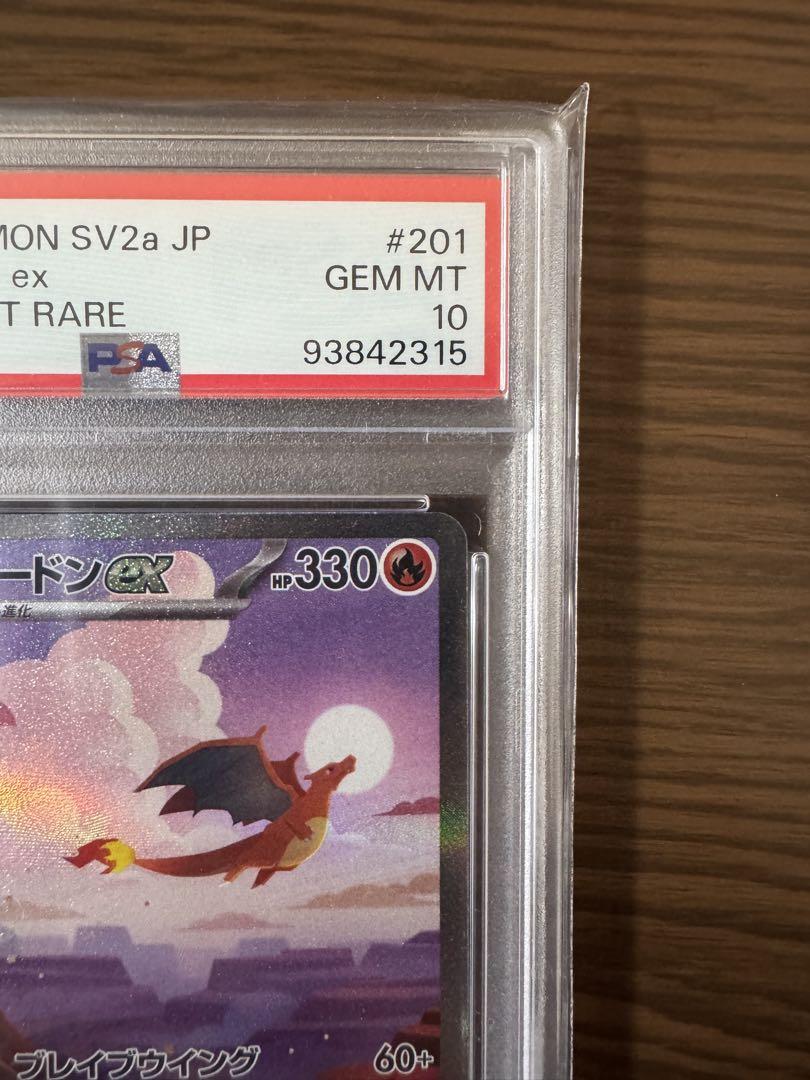 MON SV2a JP #201
ex GEM MT
T RARE 10
PSA 93842315
ードンex HP330
進化
ブレイブウイング 60+